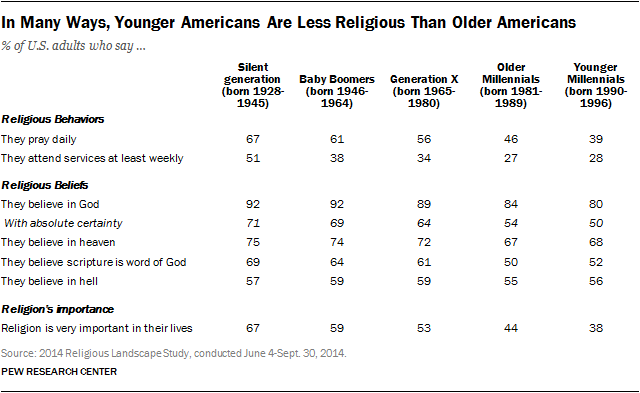 In Many Ways, Younger Americans Are Less Religious Than Older Americans
% of U.S. adults who say ...
Silent generation (born 1928-1945) Baby Boomers (born 1946-1964) Generation X (born 1965-1980) Older Millennials (born 1981-1989) Younger Millennials (born 1990-1996)
Religious Behaviors
They pray daily 67 61 56 46 39
They attend services at least weekly 51 38 34 27 28
Religious Beliefs
They believe in God 92 92 89 84 80
With absolute certainty 71 69 64 54 50
They believe in heaven 75 74 72 67 68
They believe scripture is word of God 69 64 61 50 52
They believe in hell 57 59 59 55 56
Religion's importance
Religion is very important in their lives 67 59 53 44 38
Source: 2014 Religious Landscape Study, conducted June 4-Sept. 30, 2014.
PEW RESEARCH CENTER